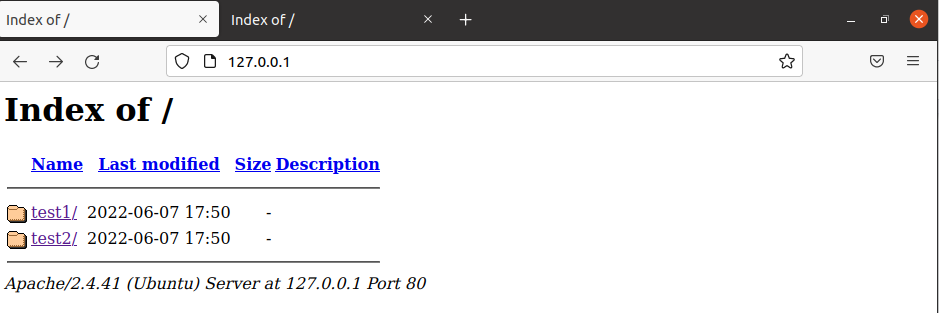 Index of /
Index of /
127.0.0.1
Index of /
Name Last modified Size Description
test1/ 2022-06-07 17:50 -
test2/ 2022-06-07 17:50 -
Apache/2.4.41 (Ubuntu) Server at 127.0.0.1 Port 80